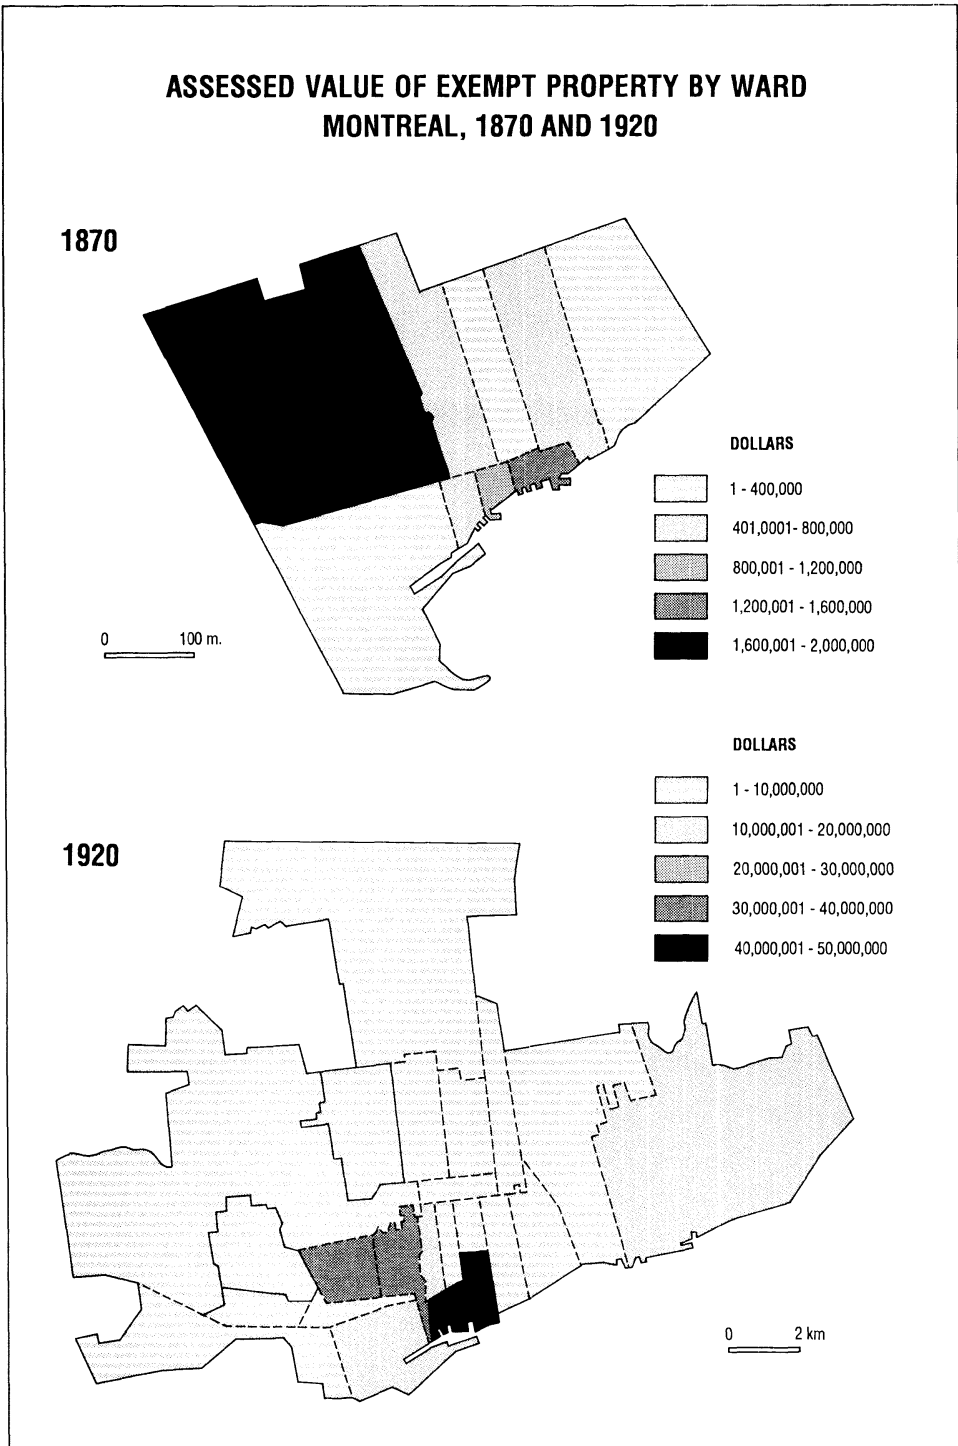 ASSESSED VALUE OF EXEMPT PROPERTY BY WARD
MONTREAL, 1870 AND 1920
1870
DOLLARS
1 - 400,000
401,0001- 800,000
800,001 - 1,200,000
1,200,001 - 1,600,000
1,600,001 - 2,000,000
0 100 m.
DOLLARS
1 - 10,000,000
10,000,001 - 20,000,000
20,000,001 - 30,000,000
30,000,001 - 40,000,000
40,000,001 - 50,000,000
1920
0 2 km